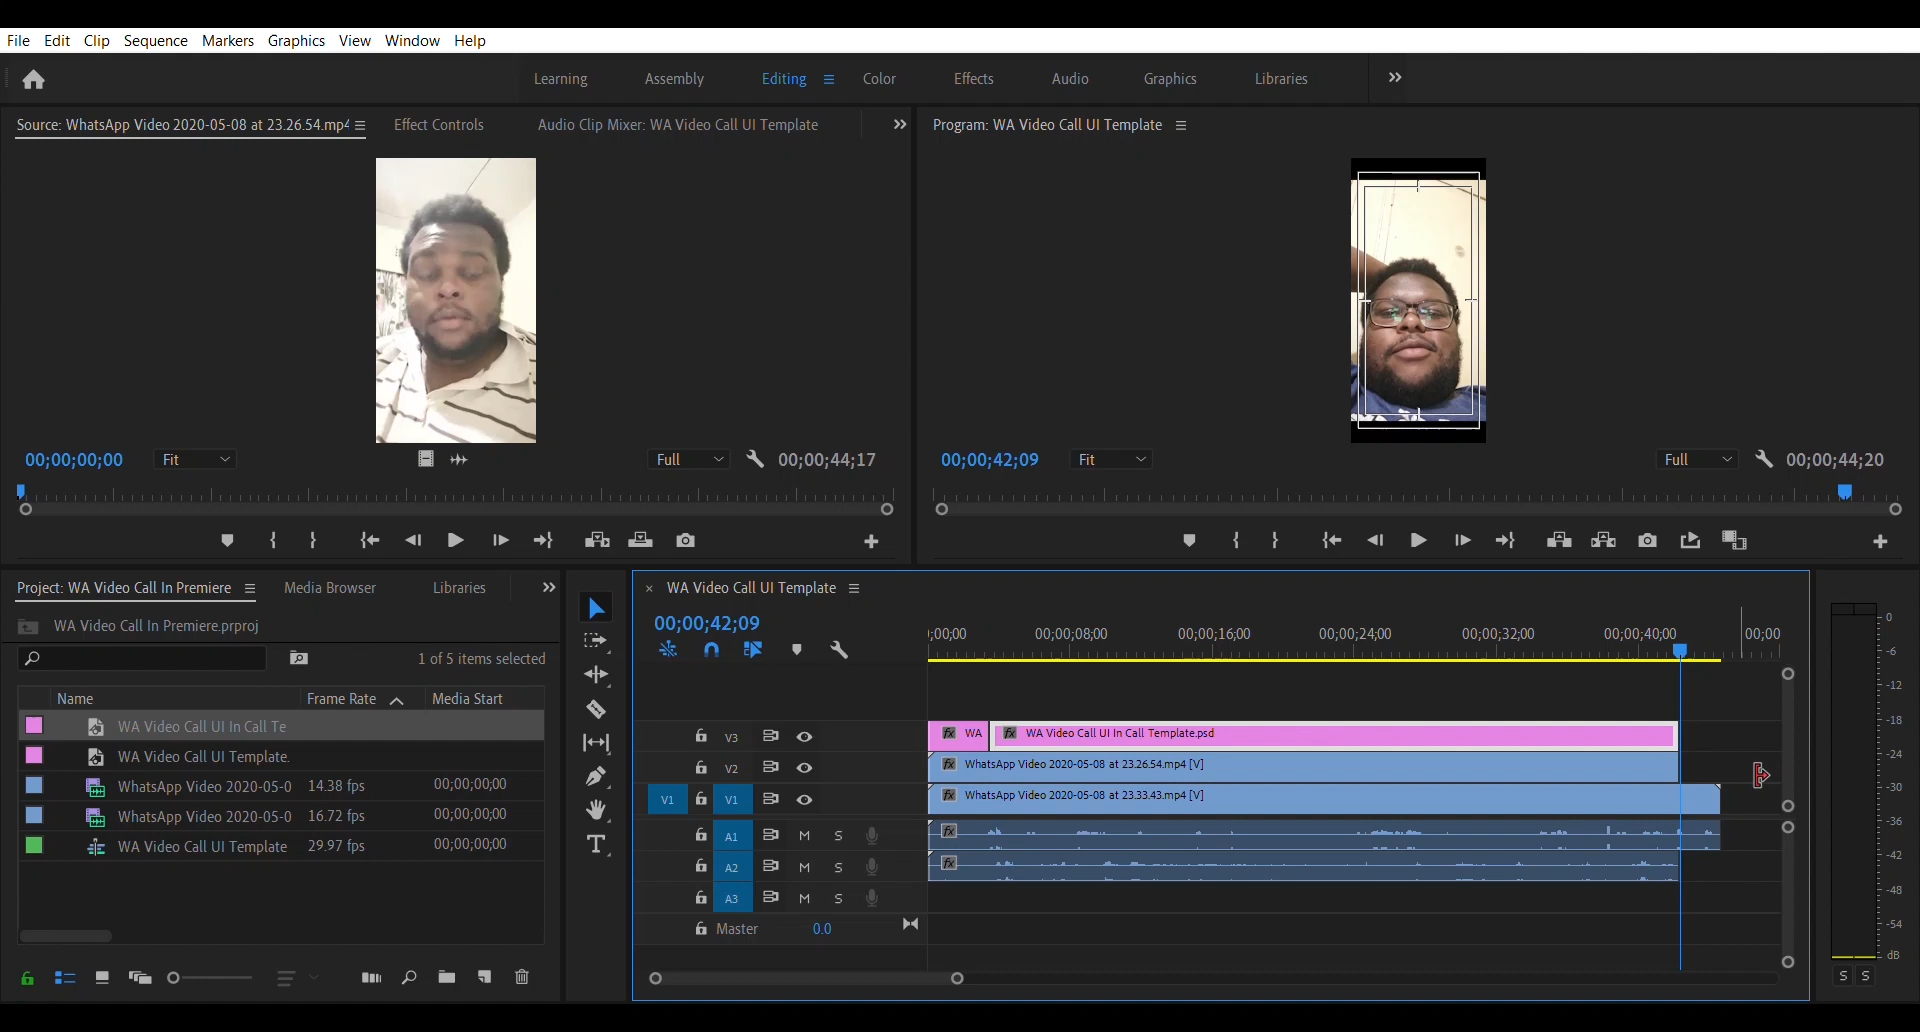 File Edit Clip Sequence Markers Graphics View Window Help
Learning Assembly Editing Color Effects Audio Graphics Libraries
Source: WhatsApp Video 2020-05-08 at 23.26.54.mp4 Effect Controls Audio Clip Mixer: WA Video Call UI Template
Program: WA Video Call UI Template
00;00;00;00 Fit Full 00;00;44;17
00;00;42;09 Fit Full 00;00;44;20
Project: WA Video Call In Premiere Media Browser Libraries
WA Video Call In Premiere.prproj
1 of 5 items selected
Name Frame Rate Media Start
WA Video Call UI In Call Te
WA Video Call UI Template.
WhatsApp Video 2020-05-0 14.38 fps 00;00;00;00
WhatsApp Video 2020-05-0 16.72 fps 00;00;00;00
WA Video Call UI Template 29.97 fps 00;00;00;00
× WA Video Call UI Template
00;00;42;09
;00;00 00;00;08;00 00;00;16;00 00;00;24;00 00;00;32;00 00;00;40;00 00;00
V3 WA WA Video Call UI In Call Template.psd
V2 WhatsApp Video 2020-05-08 at 23.26.54.mp4 [V]
V1 V1 WhatsApp Video 2020-05-08 at 23.33.43.mp4 [V]
A1 M S fx
A2 M S fx
A3 M S
Master 0.0
0
-6
-12
-18
-24
-30
-36
-42
-48
-54
dB
S S